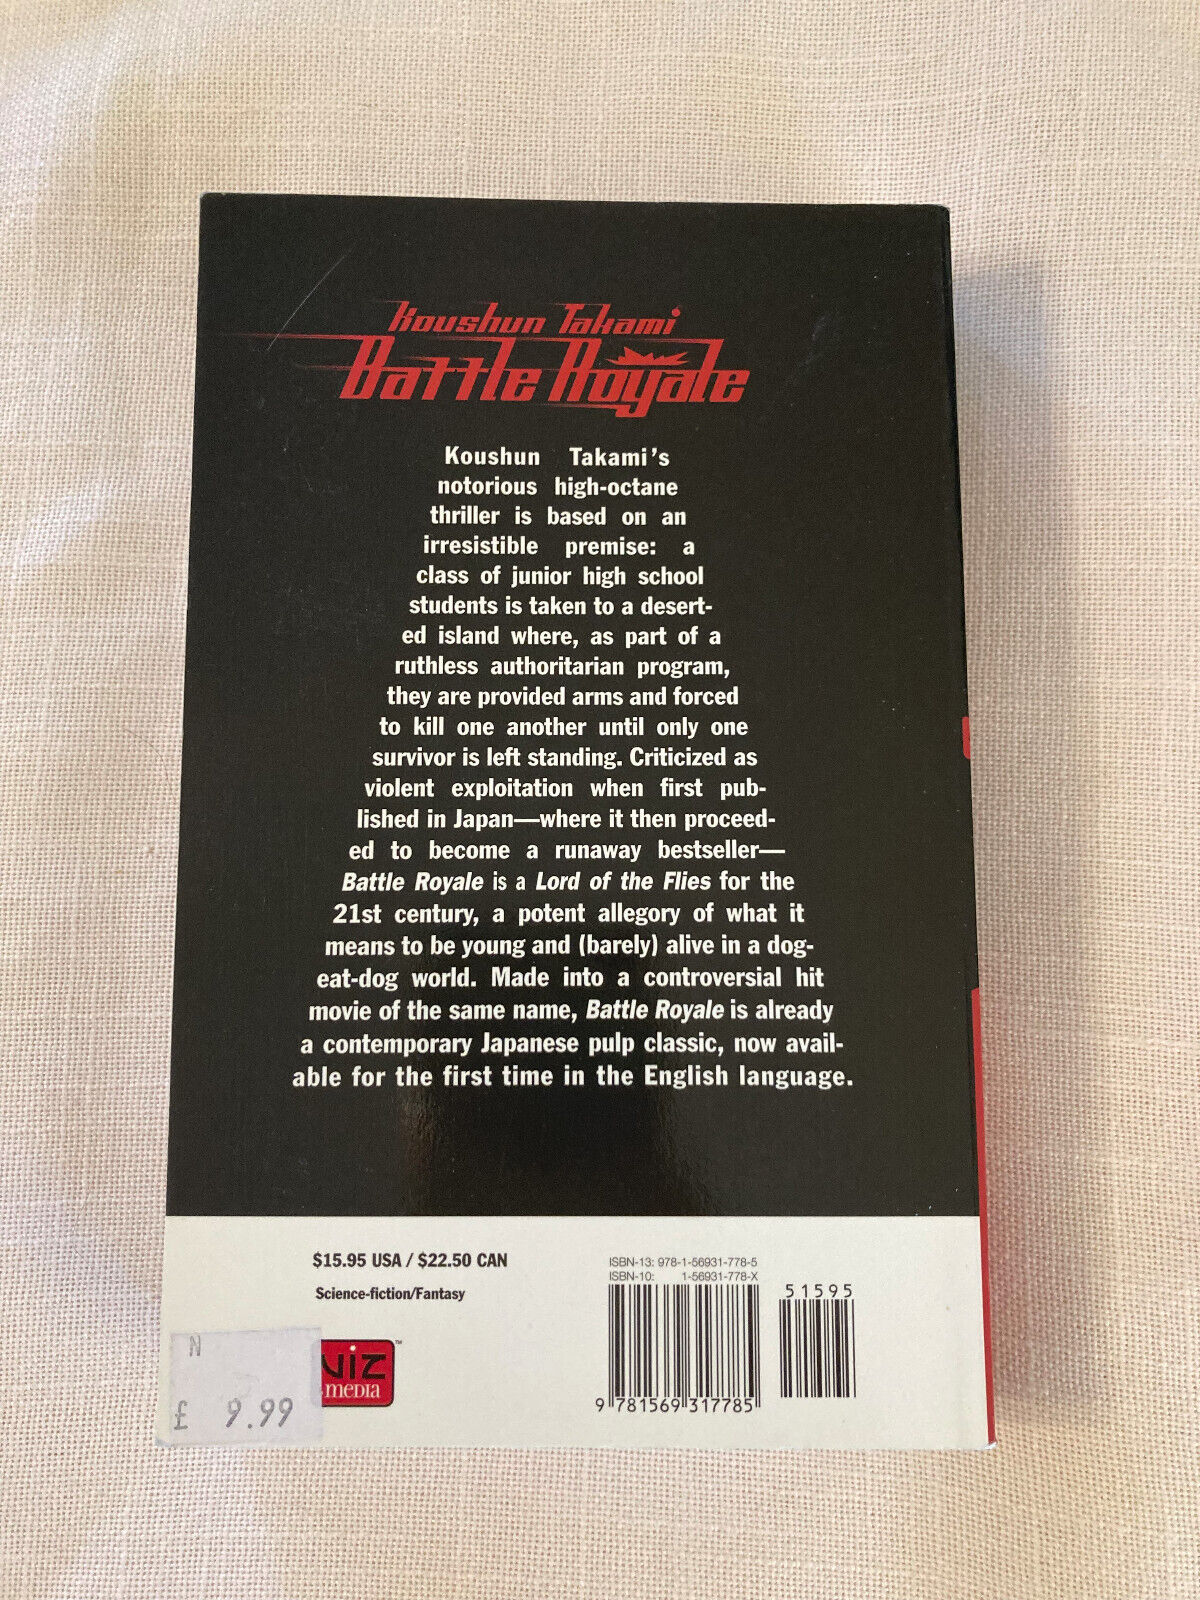 Koushun Takami
Battle Royale
Koushun Takami's
notorious high-octane
thriller is based on an
irresistible premise: a
class of junior high school
students is taken to a desert-
ed island where, as part of a
ruthless authoritarian program,
they are provided arms and forced
to kill one another until only one
survivor is left standing. Criticized as
violent exploitation when first pub-
lished in Japan—where it then proceed-
ed to become a runaway bestseller—
Battle Royale is a Lord of the Flies for the
21st century, a potent allegory of what it
means to be young and (barely) alive in a dog-
eat-dog world. Made into a controversial hit
movie of the same name, Battle Royale is already
a contemporary Japanese pulp classic, now avail-
able for the first time in the English language.
$15.95 USA / $22.50 CAN
Science-fiction/Fantasy
ISBN-13: 978-1-56931-778-5
ISBN-10: 1-56931-778-X
51595
9 781569 317785
N
£ 9.99
VIZ
MEDIA
™